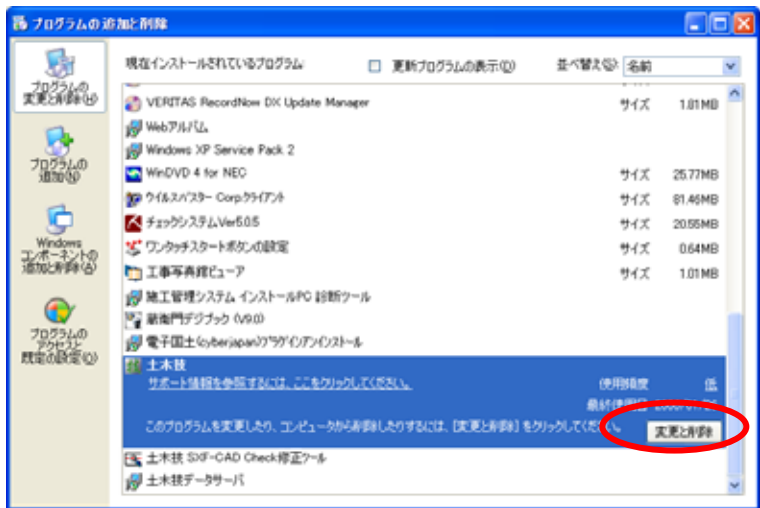 プログラムの追加と削除
プログラムの
変更と削除(H)
プログラムの
追加(N)
Windows
コンポーネントの
追加と削除(A)
プログラムの
アクセスと
既定の設定(O)
現在インストールされているプログラム:
更新プログラムの表示(D)
並べ替え(S): 名前
VERITAS RecordNow DX Update Manager サイズ 1.81MB
Webアルバム
Windows XP Service Pack 2
WinDVD 4 for NEC サイズ 25.77MB
ウイルスバスター Corp.クライアント サイズ 81.46MB
チェックシステムVer5.0.5 サイズ 20.55MB
ワンタッチスタートボタンの設定 サイズ 0.64MB
工事写真館ビューア サイズ 1.01MB
施工管理システム インストールPC 診断ツール
蔵衛門デジブック (V9.0)
電子国土(cyberjapan)プラグインアンインストール
土木技
サポート情報を参照するには、ここをクリックしてください。 使用頻度 低
最終使用日
このプログラムを変更したり、コンピュータから削除したりするには、[変更と削除] をクリックしてください。 変更と削除
土木技 SXF-CAD Check修正ツール
土木技データサーバ